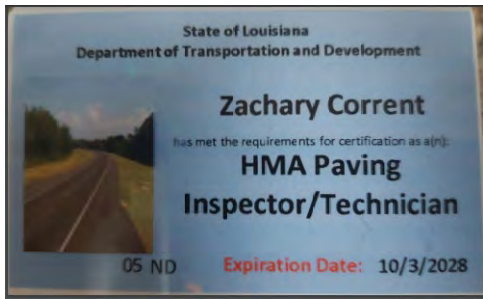 State of Louisiana
Department of Transportation and Development
Zachary Corrent
has met the requirements for certification as a(n):
HMA Paving
Inspector/Technician
05 ND Expiration Date: 10/3/2028